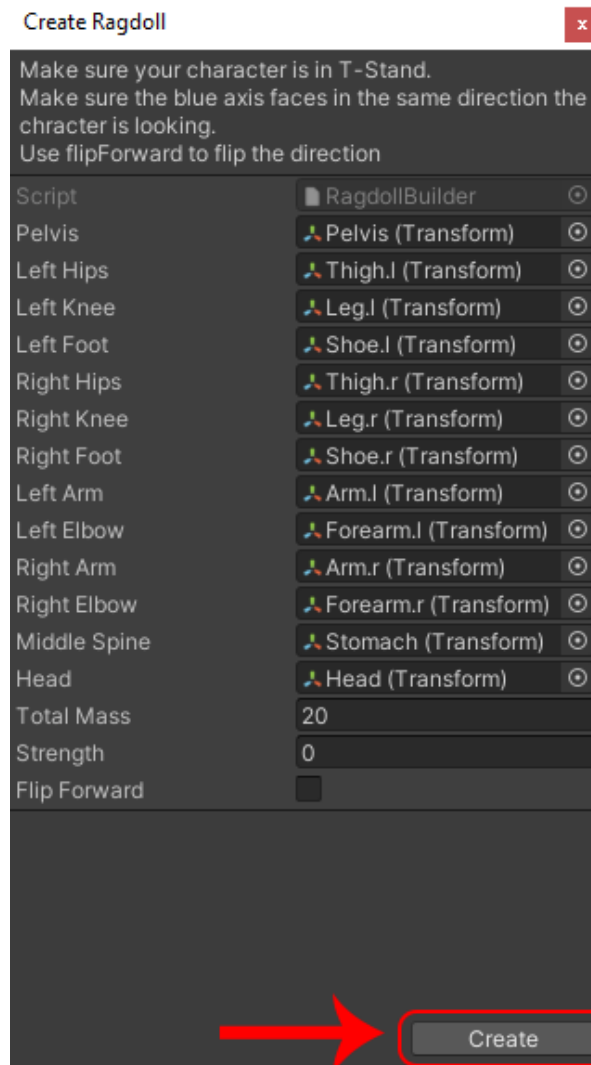 Create Ragdoll
x
Make sure your character is in T-Stand.
Make sure the blue axis faces in the same direction the
chracter is looking.
Use flipForward to flip the direction
Script RagdollBuilder
Pelvis Pelvis (Transform)
Left Hips Thigh.l (Transform)
Left Knee Leg.l (Transform)
Left Foot Shoe.l (Transform)
Right Hips Thigh.r (Transform)
Right Knee Leg.r (Transform)
Right Foot Shoe.r (Transform)
Left Arm Arm.l (Transform)
Left Elbow Forearm.l (Transform)
Right Arm Arm.r (Transform)
Right Elbow Forearm.r (Transform)
Middle Spine Stomach (Transform)
Head Head (Transform)
Total Mass 20
Strength 0
Flip Forward
Create